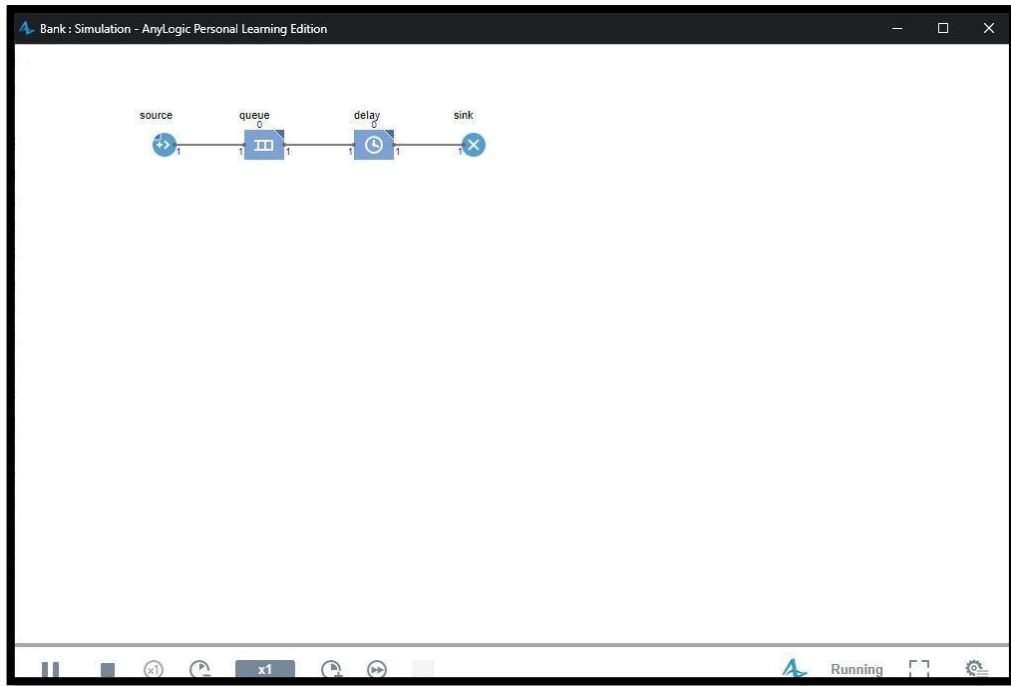 Bank : Simulation - AnyLogic Personal Learning Edition
source queue delay sink
0 0
1 1 1 1 1 1
x1 x1 Running